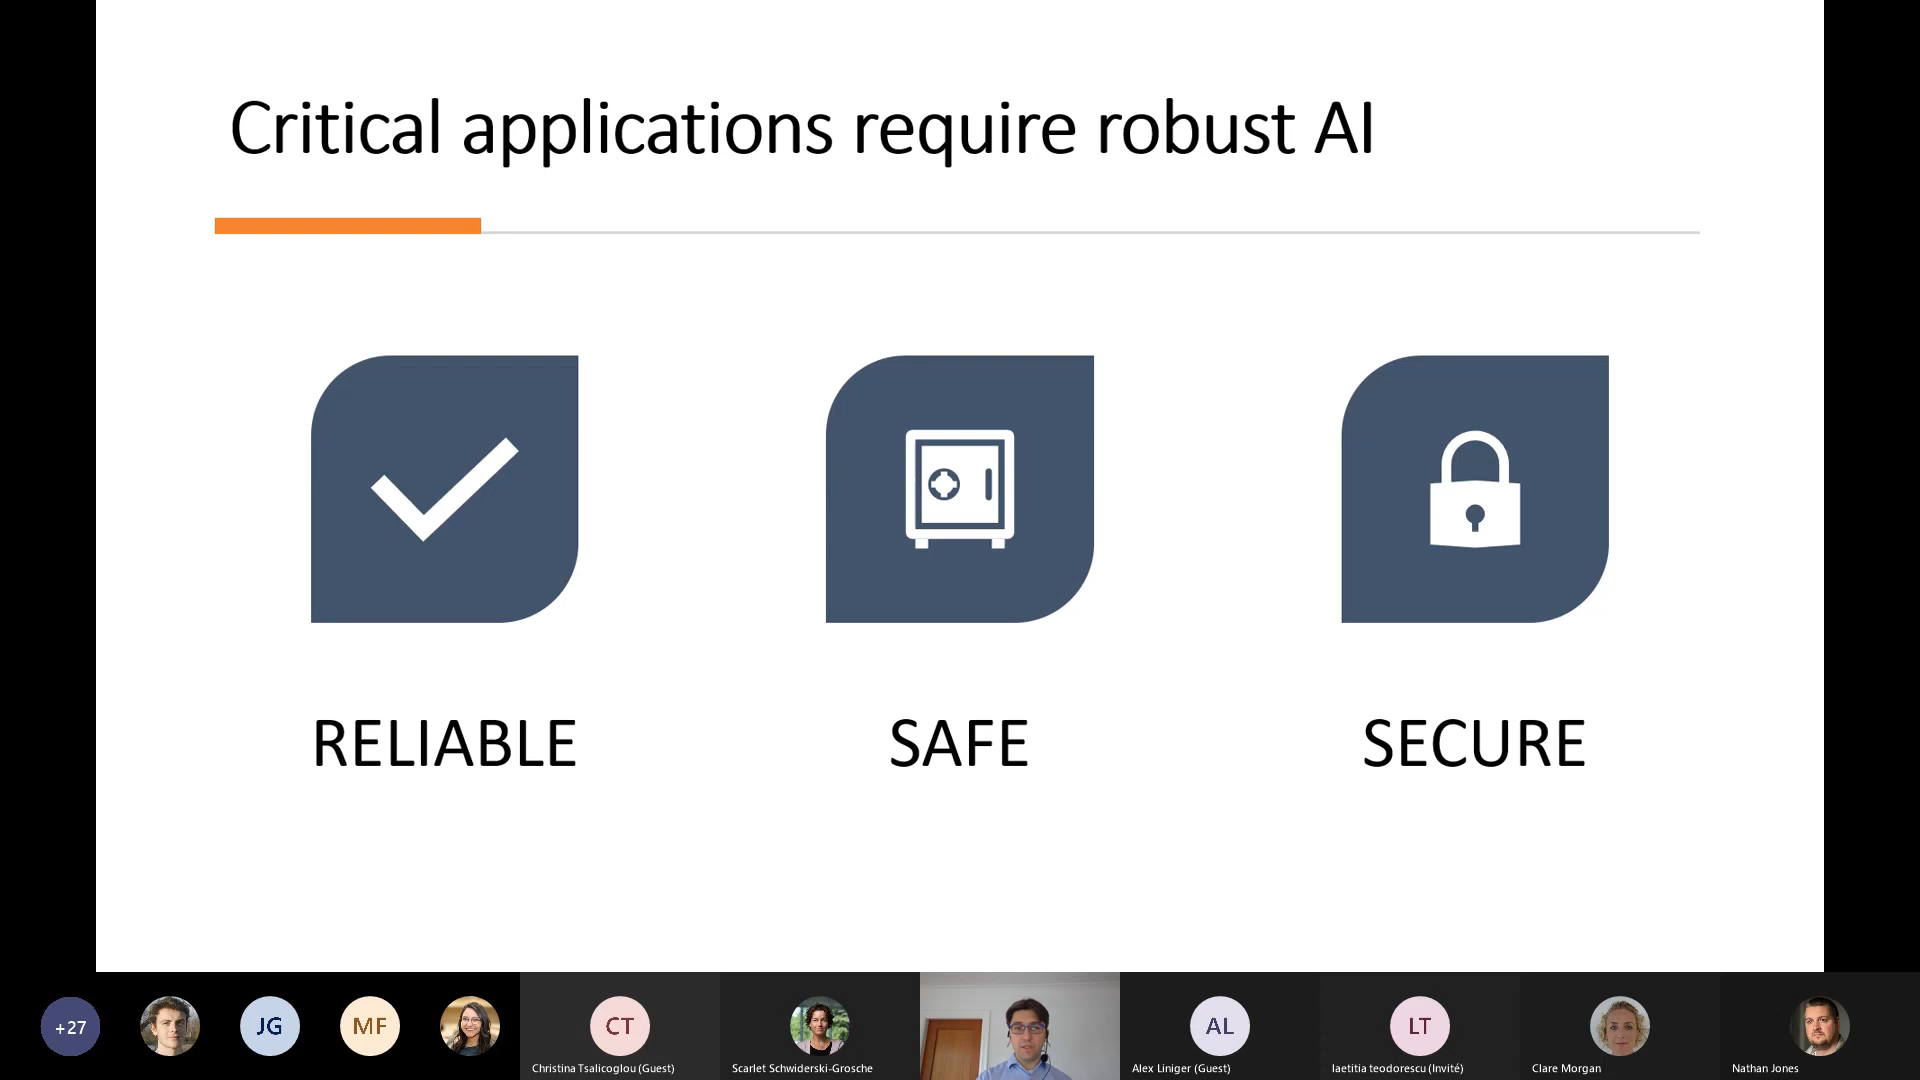 Critical applications require robust AI
RELIABLE
SAFE
SECURE
+27
JG
MF
CT
AL
LT
Christina Tsalicoglou (Guest)
Scarlet Schwiderski-Grosche
Alex Liniger (Guest)
laetitia teodorescu (Invité)
Clare Morgan
Nathan Jones